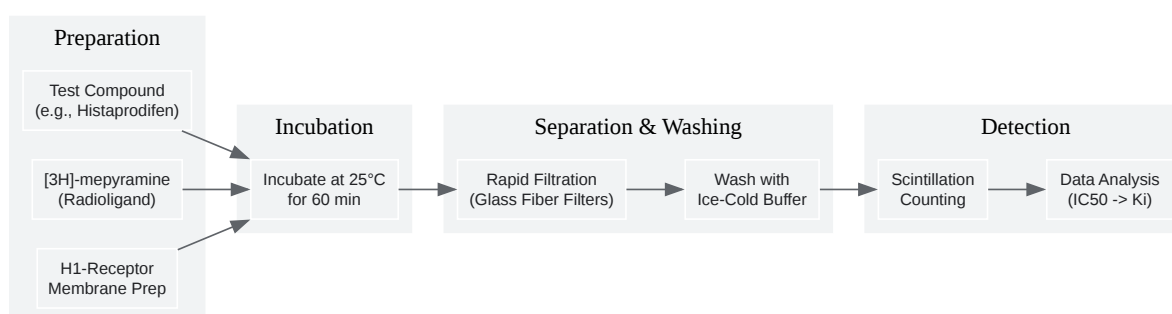 Preparation
Test Compound
(e.g., Histaprodifen)
[3H]-mepyramine
(Radioligand)
H1-Receptor
Membrane Prep
Incubation
Incubate at 25°C
for 60 min
Separation & Washing
Rapid Filtration
(Glass Fiber Filters)
Wash with
Ice-Cold Buffer
Detection
Scintillation
Counting
Data Analysis
(IC50 -> Ki)